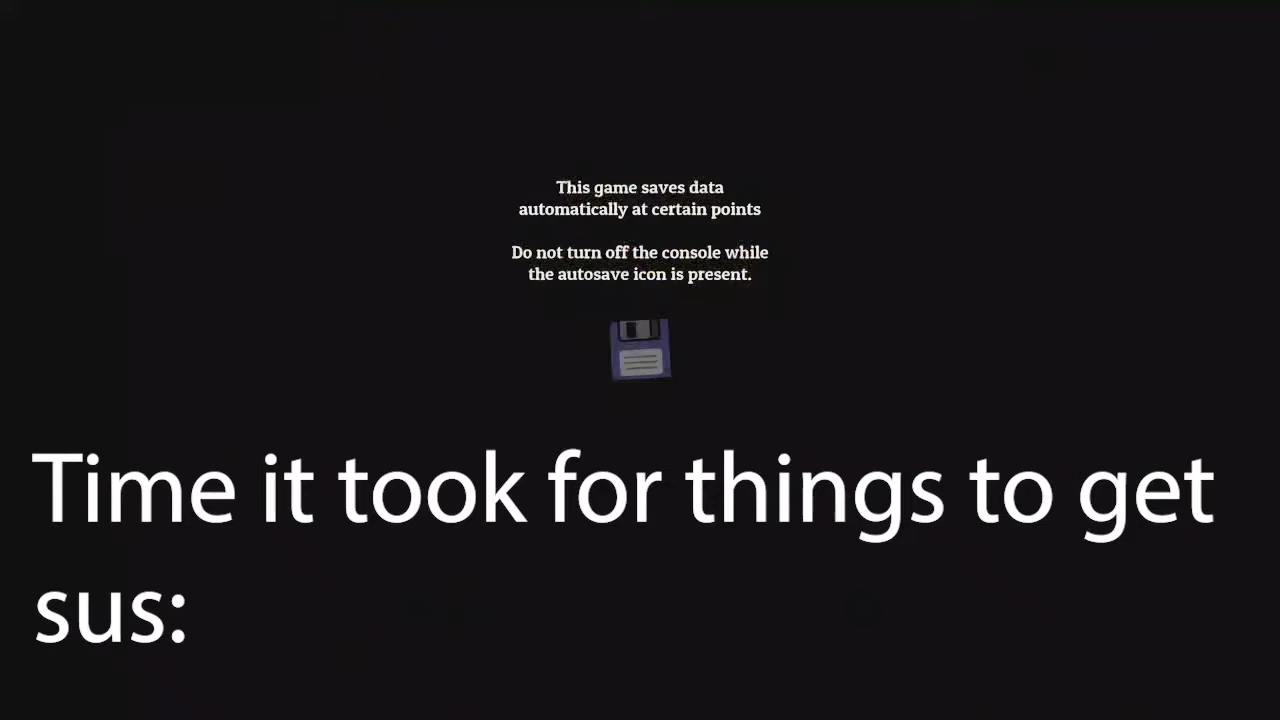 This game saves data
automatically at certain points
Do not turn off the console while
the autosave icon is present.
Time it took for things to get
sus: